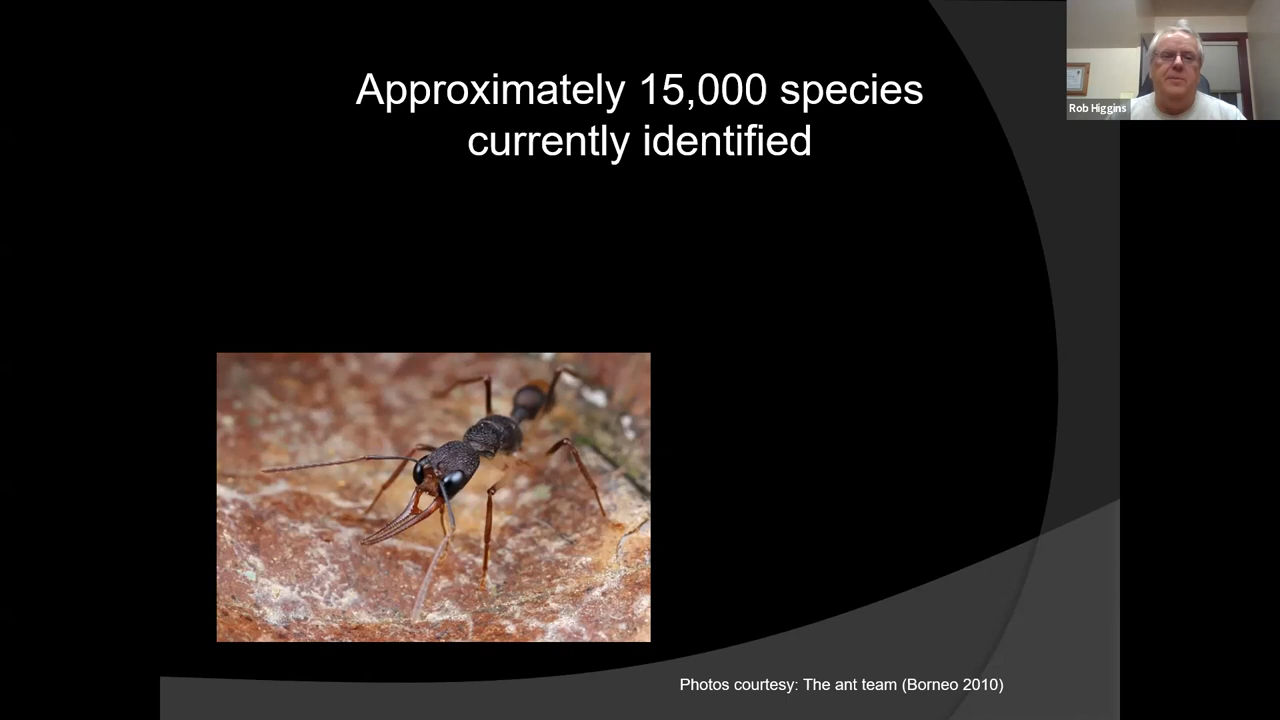 Approximately 15,000 species
currently identified
Rob Higgins
Photos courtesy: The ant team (Borneo 2010)